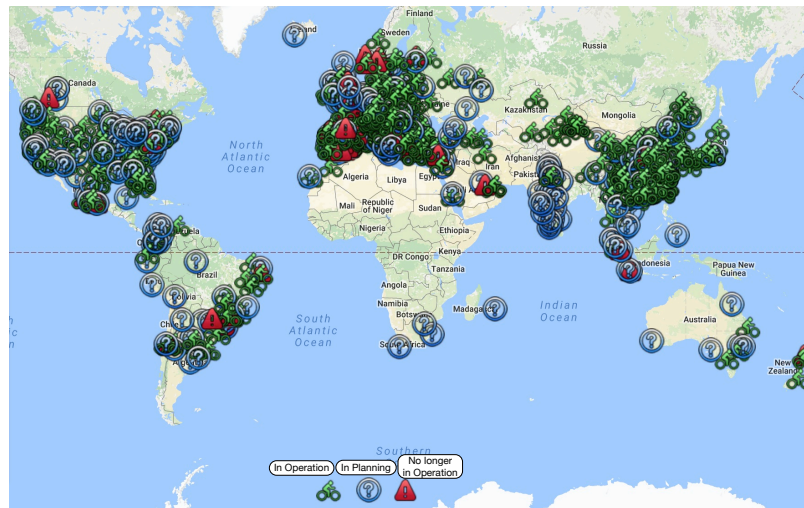 Finland
Sweden
Russia
Canada
Kazakhstan
Mongolia
North
Atlantic
Ocean
Afghanistan
Iraq
Iran
Algeria
Libya
Egypt
Mali
Republic
of Niger
Sudan
Nigeria
Ethiopia
DR Congo
Kenya
Tanzania
Papua New
Guinea
Brazil
Bolivia
Angola
Namibia
Madagascar
Indian
Ocean
South
Atlantic
Ocean
Australia
South Africa
New
Zealand
Southern
In Operation
In Planning
No longer
in Operation